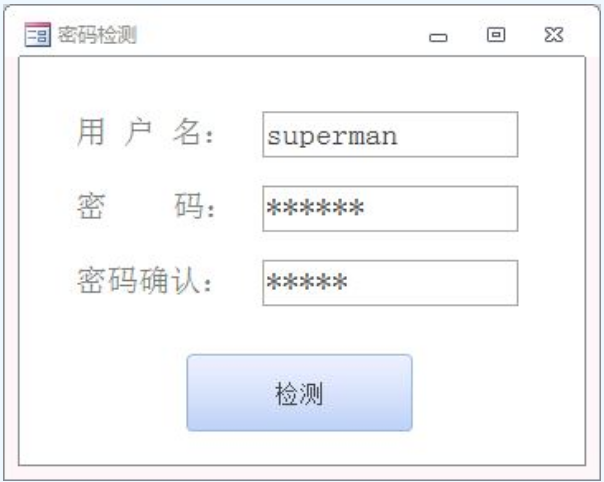 密码检测
用 户 名： superman
密 码： ******
密码确认： *****
检测